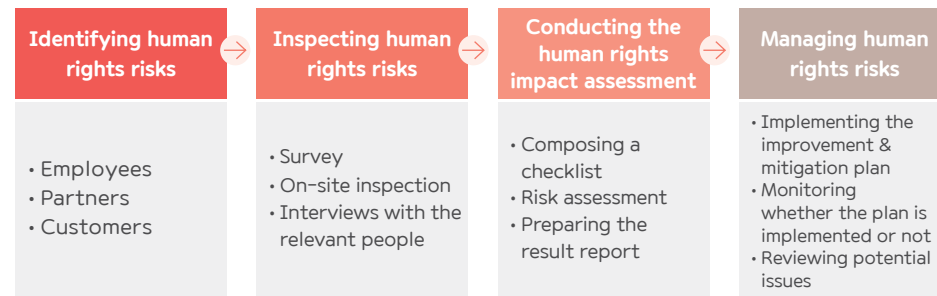 Identifying human
rights risks
• Employees
• Partners
• Customers
Inspecting human
rights risks
• Survey
• On-site inspection
• Interviews with the
relevant people
Conducting the
human rights
impact assessment
• Composing a
checklist
• Risk assessment
• Preparing the
result report
Managing human
rights risks
• Implementing the
improvement &
mitigation plan
• Monitoring
whether the plan is
implemented or not
• Reviewing potential
issues